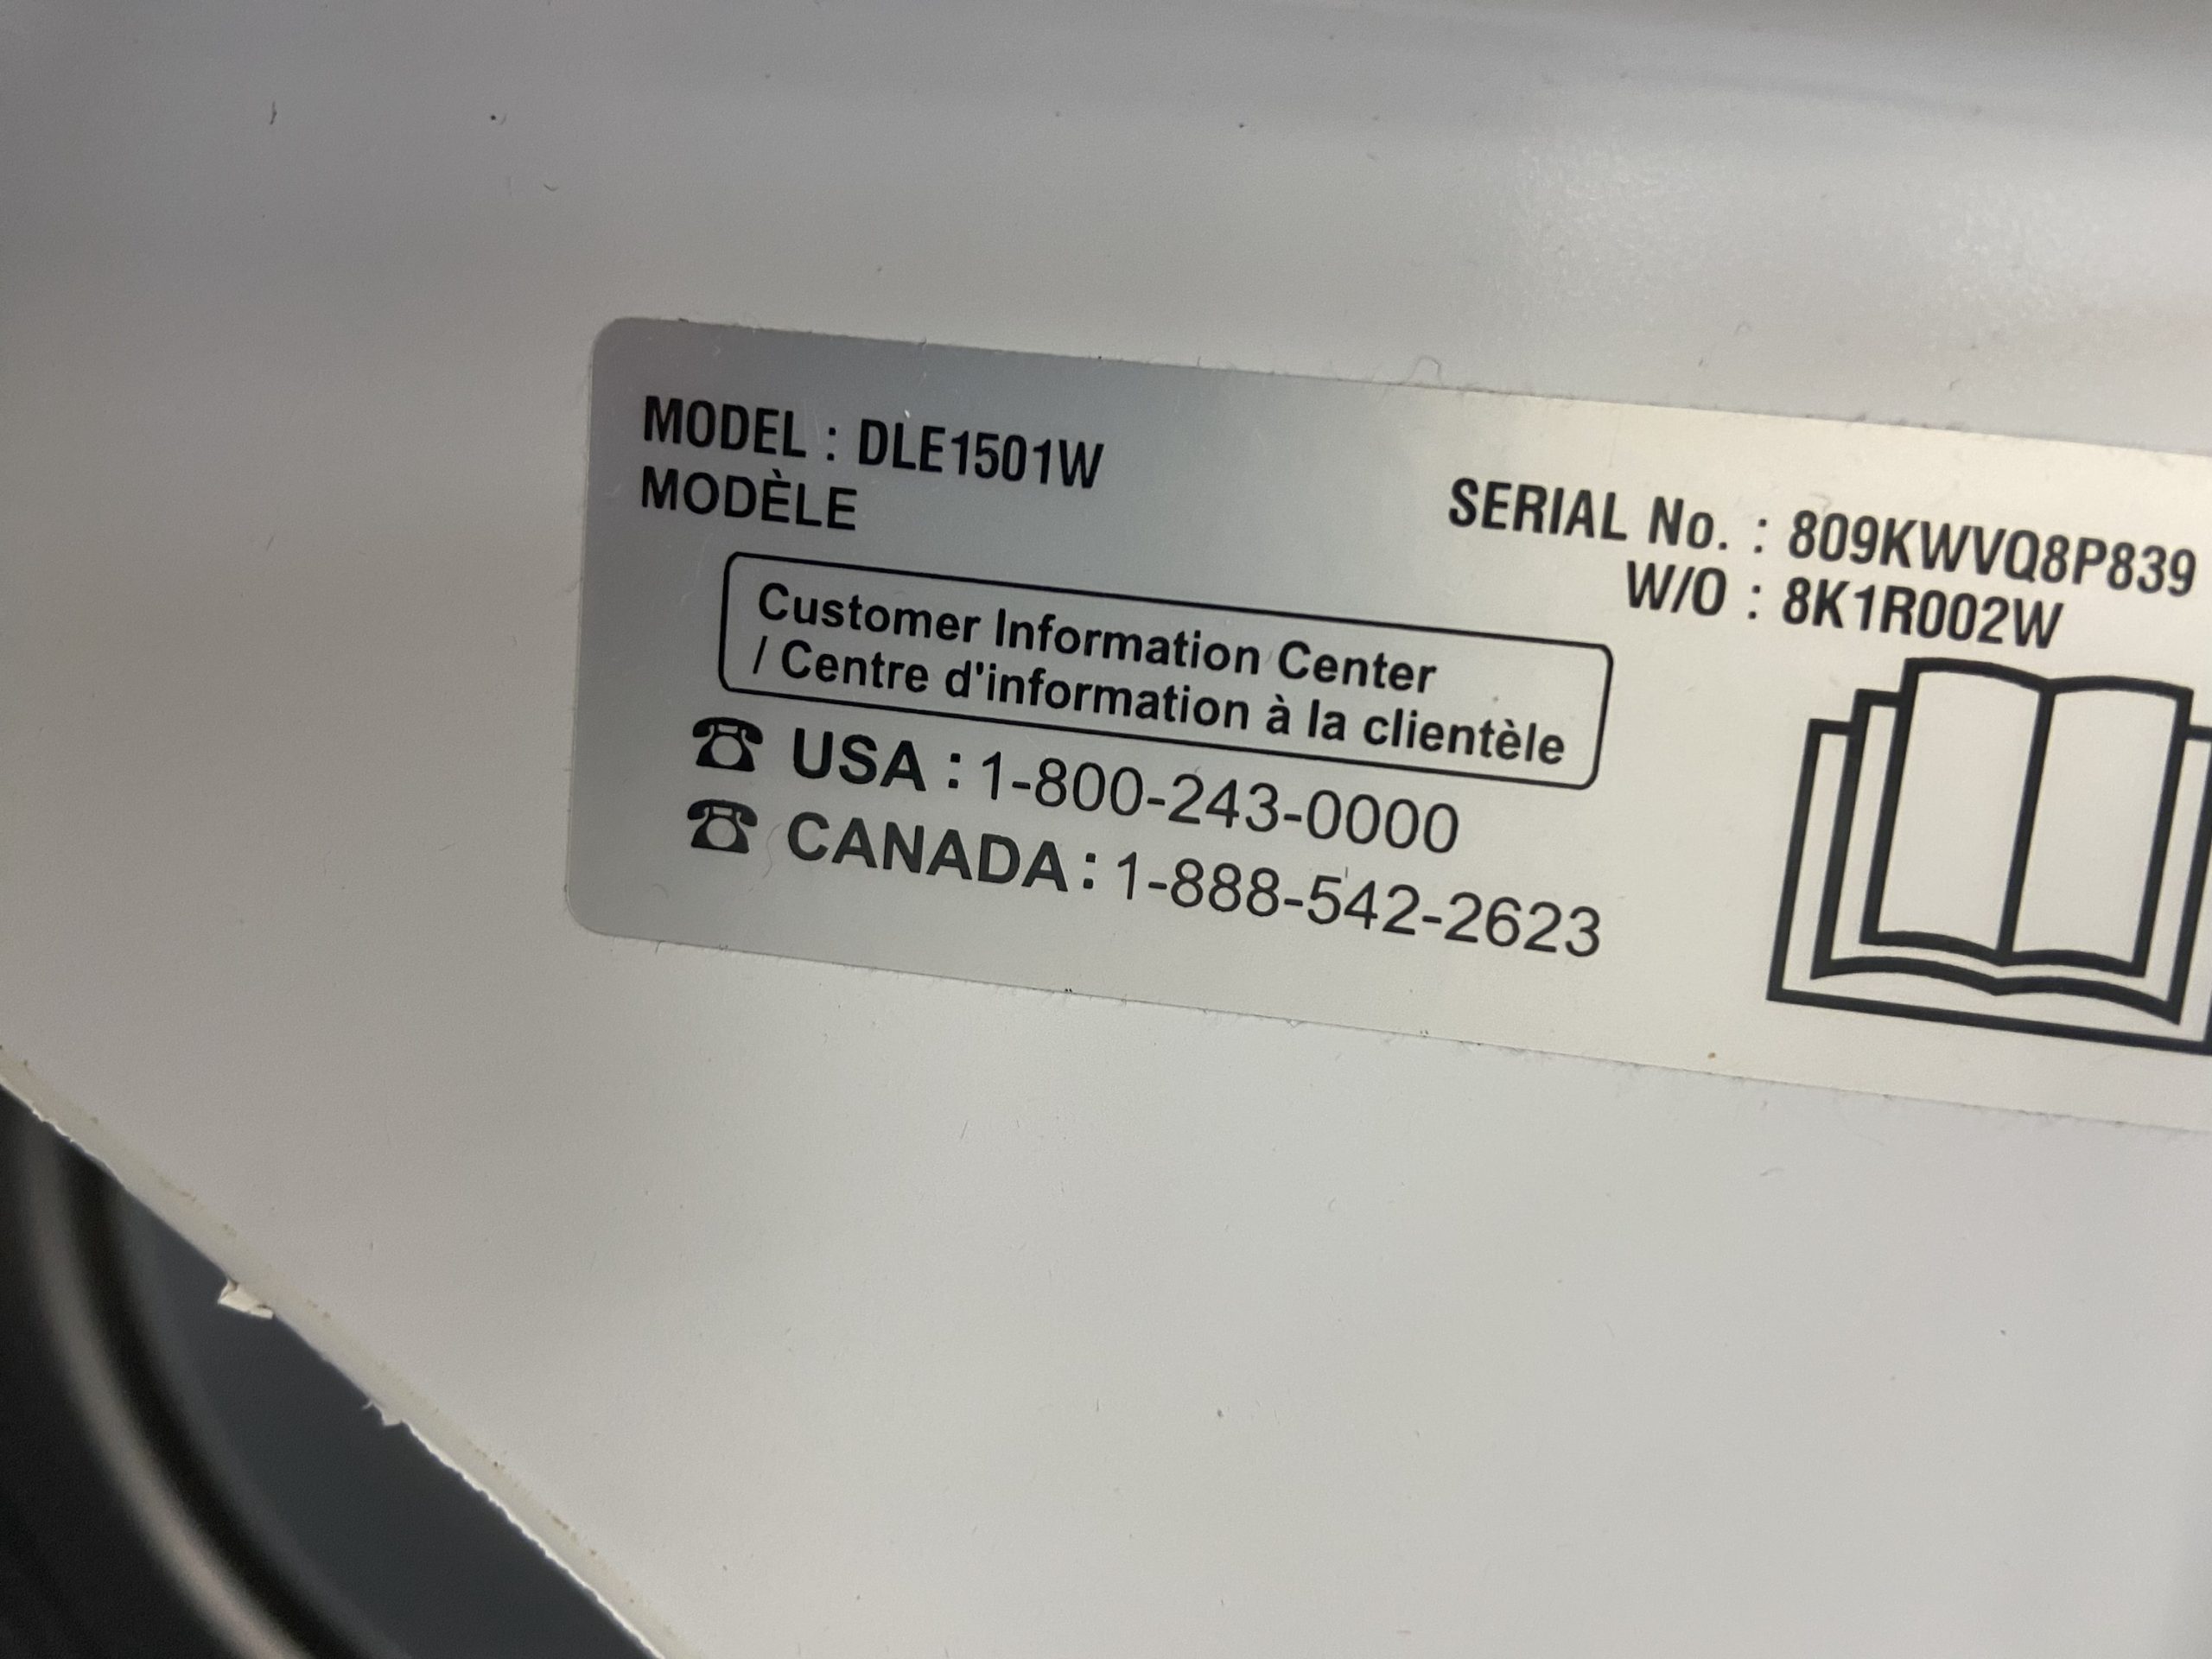 MODEL : DLE1501W
MODÈLE
SERIAL No. : 809KWVQ8P839
W/O : 8K1R002W
Customer Information Center
/ Centre d'information à la clientèle
☎ USA : 1-800-243-0000
☎ CANADA : 1-888-542-2623